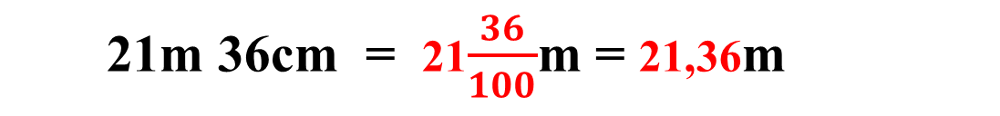 21m 36cm = 21 36/100 m = 21,36m